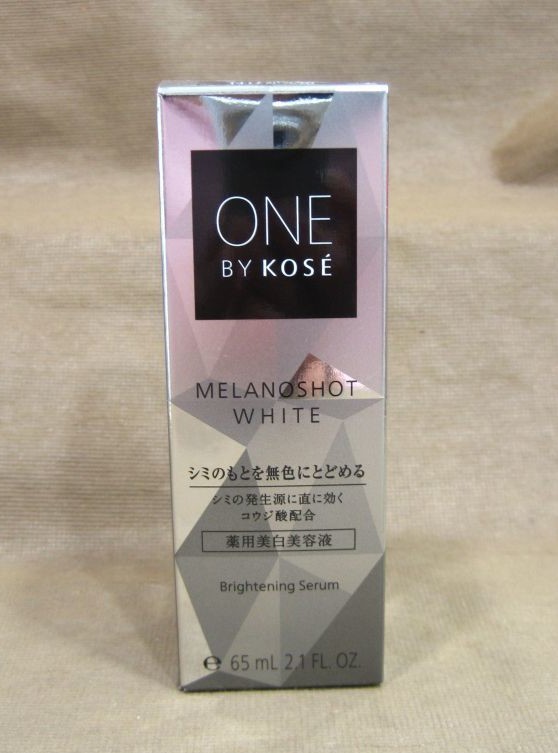 ONE
BY KOSÉ
MELANOSHOT
WHITE
シミのもとを無色にとどめる
シミの発生源に直に効く
コウジ酸配合
薬用美白美容液
Brightening Serum
℮ 65 mL 2.1 FL. OZ.